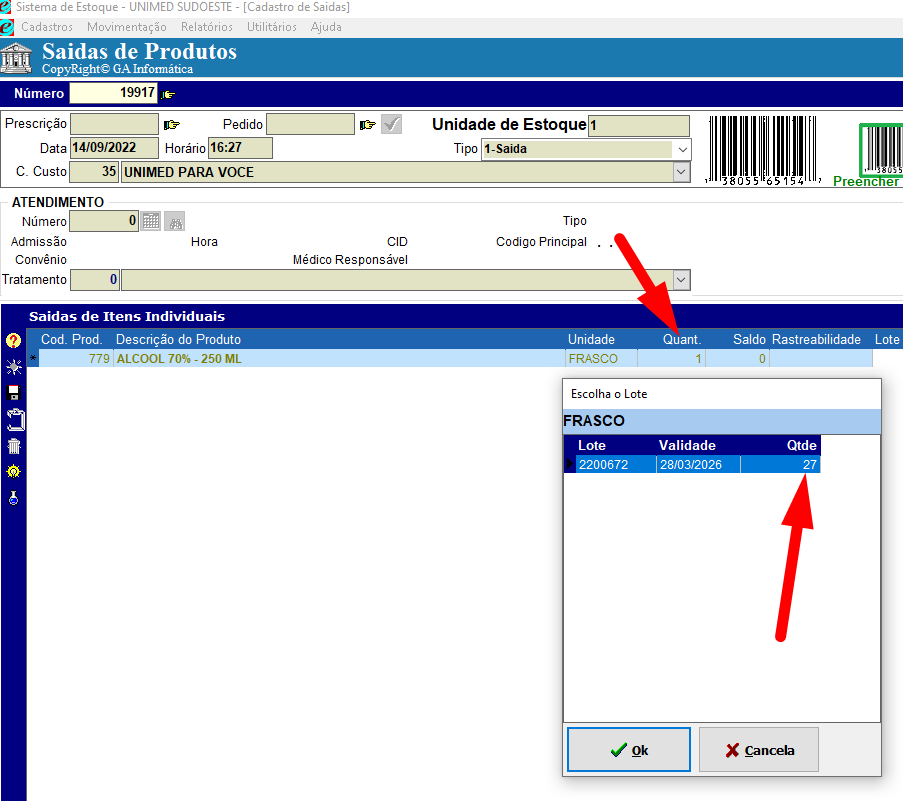 Sistema de Estoque - UNIMED SUDOESTE - [Cadastro de Saidas]
Cadastros Movimentação Relatórios Utilitários Ajuda
Saidas de Produtos
CopyRight© GA Informática
Número 19917
Prescrição Pedido Unidade de Estoque 1
Data 14/09/2022 Horário 16:27 Tipo 1-Saida
C. Custo 35 UNIMED PARA VOCE
38055 65154
38055
Preencher
ATENDIMENTO
Número 0 Tipo
Admissão Hora CID Codigo Principal . .
Convênio Médico Responsável
Tratamento 0
Saidas de Itens Individuais
Cod. Prod. Descrição do Produto Unidade Quant. Saldo Rastreabilidade Lote
* 779 ALCOOL 70% - 250 ML FRASCO 1 0
Escolha o Lote
FRASCO
Lote Validade Qtde
2200672 28/03/2026 27
Ok Cancela